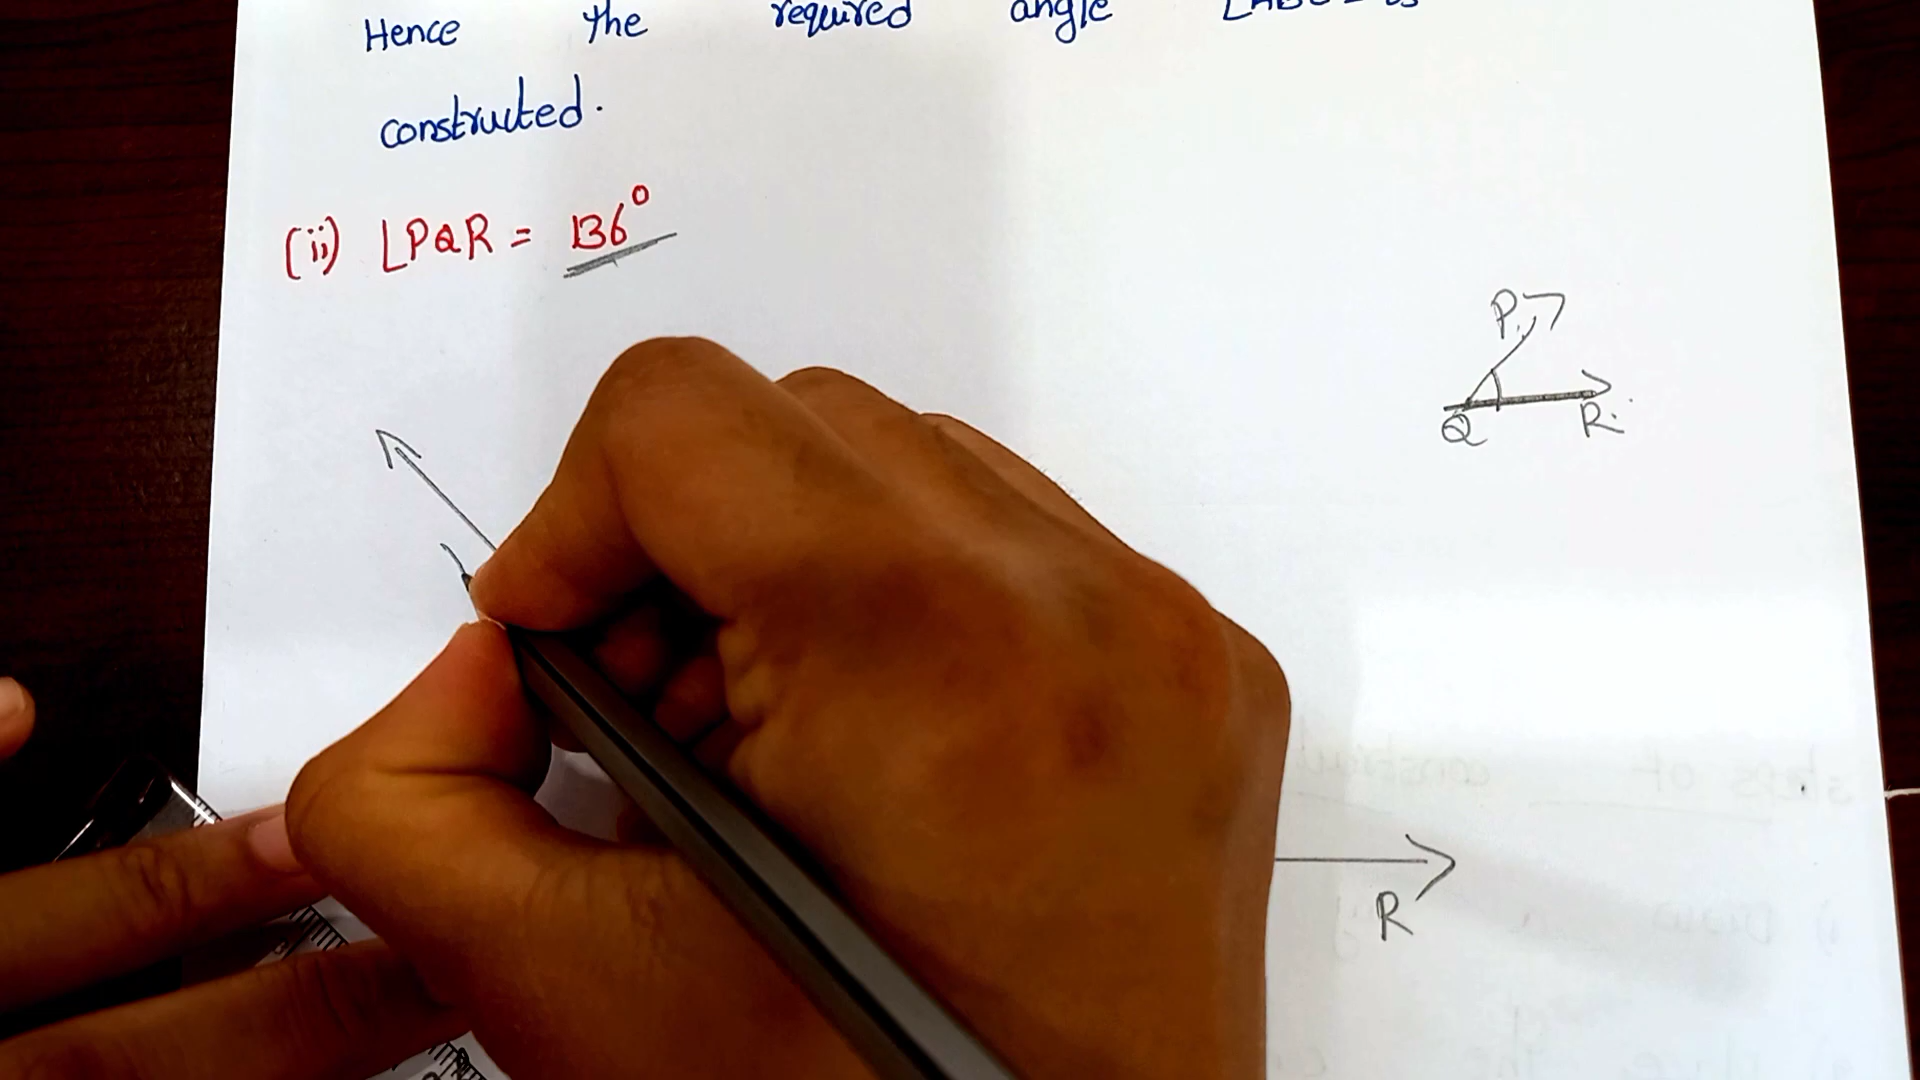 Hence the required angle
constructed.
(ii) ∠PQR = 136°
P
Q R
R